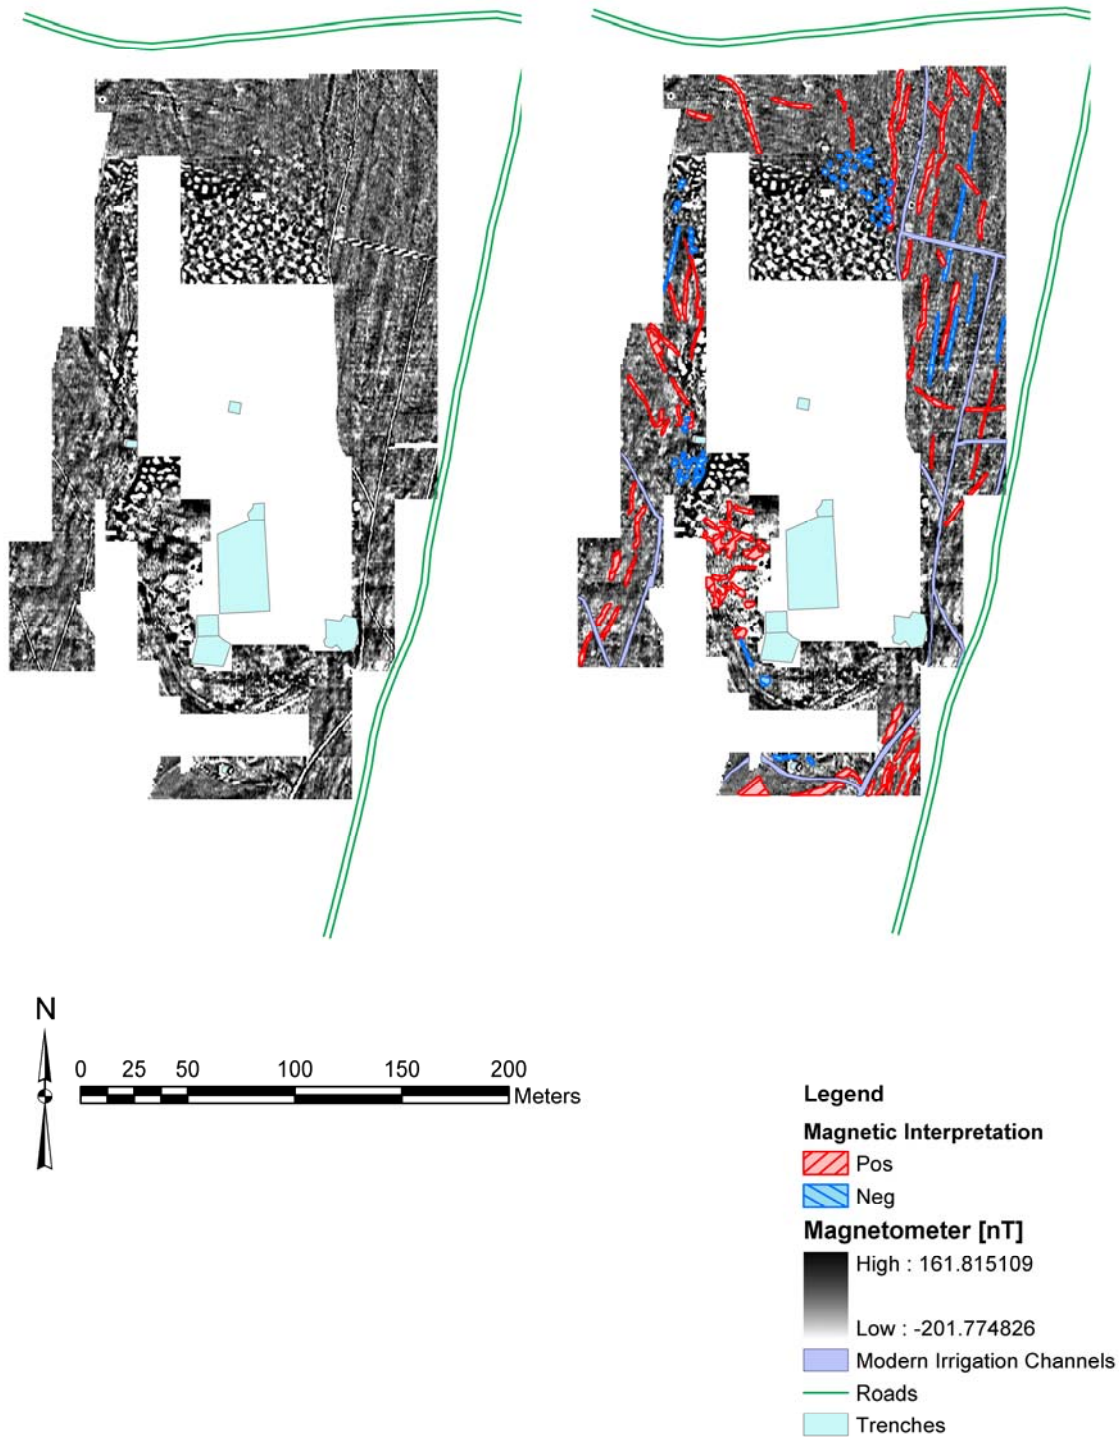 N
0 25 50 100 150 200
Meters
Legend
Magnetic Interpretation
Pos
Neg
Magnetometer [nT]
High : 161.815109
Low : -201.774826
Modern Irrigation Channels
Roads
Trenches